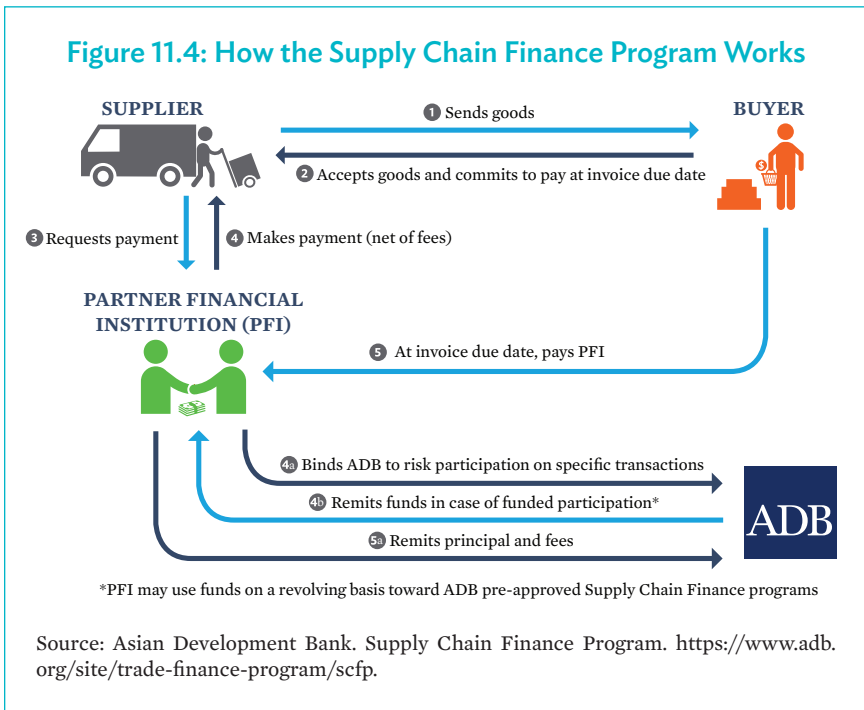 Figure 11.4: How the Supply Chain Finance Program Works
SUPPLIER
BUYER
1 Sends goods
2 Accepts goods and commits to pay at invoice due date
$
3 Requests payment
4 Makes payment (net of fees)
PARTNER FINANCIAL
INSTITUTION (PFI)
5 At invoice due date, pays PFI
4a Binds ADB to risk participation on specific transactions
4b Remits funds in case of funded participation*
5a Remits principal and fees
ADB
*PFI may use funds on a revolving basis toward ADB pre-approved Supply Chain Finance programs
Source: Asian Development Bank. Supply Chain Finance Program. https://www.adb.
org/site/trade-finance-program/scfp.